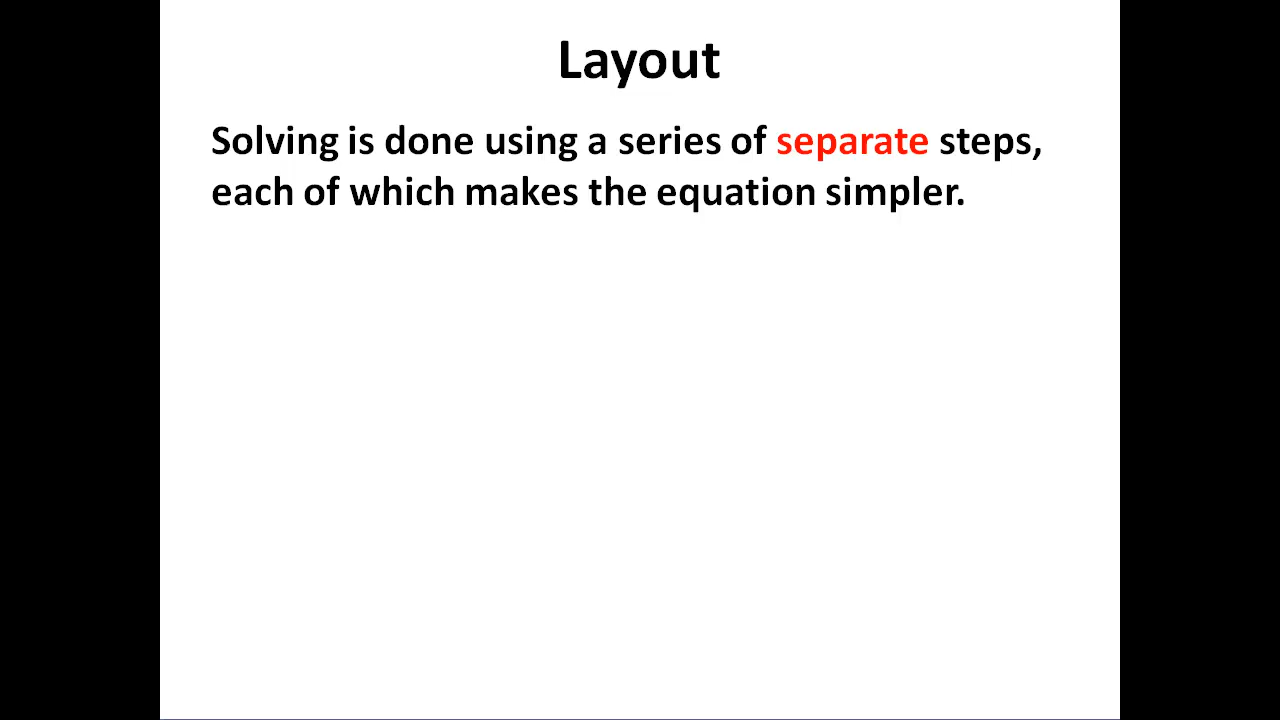 Layout
Solving is done using a series of separate steps,
each of which makes the equation simpler.